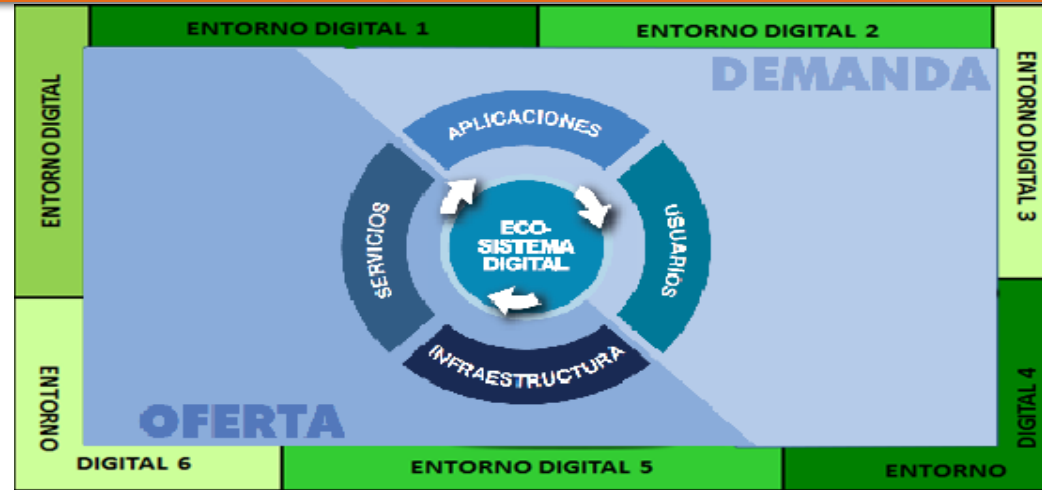 ENTORNO DIGITAL 1
ENTORNO DIGITAL 2
ENTORNO DIGITAL 3
ENTORNO DIGITAL
DEMANDA
APLICACIONES
SERVICIOS
ECO-
SISTEMA
DIGITAL
USUARIOS
INFRAESTRUCTURA
OFERTA
ENTORNO
DIGITAL 6
ENTORNO DIGITAL 5
ENTORNO
DIGITAL 4